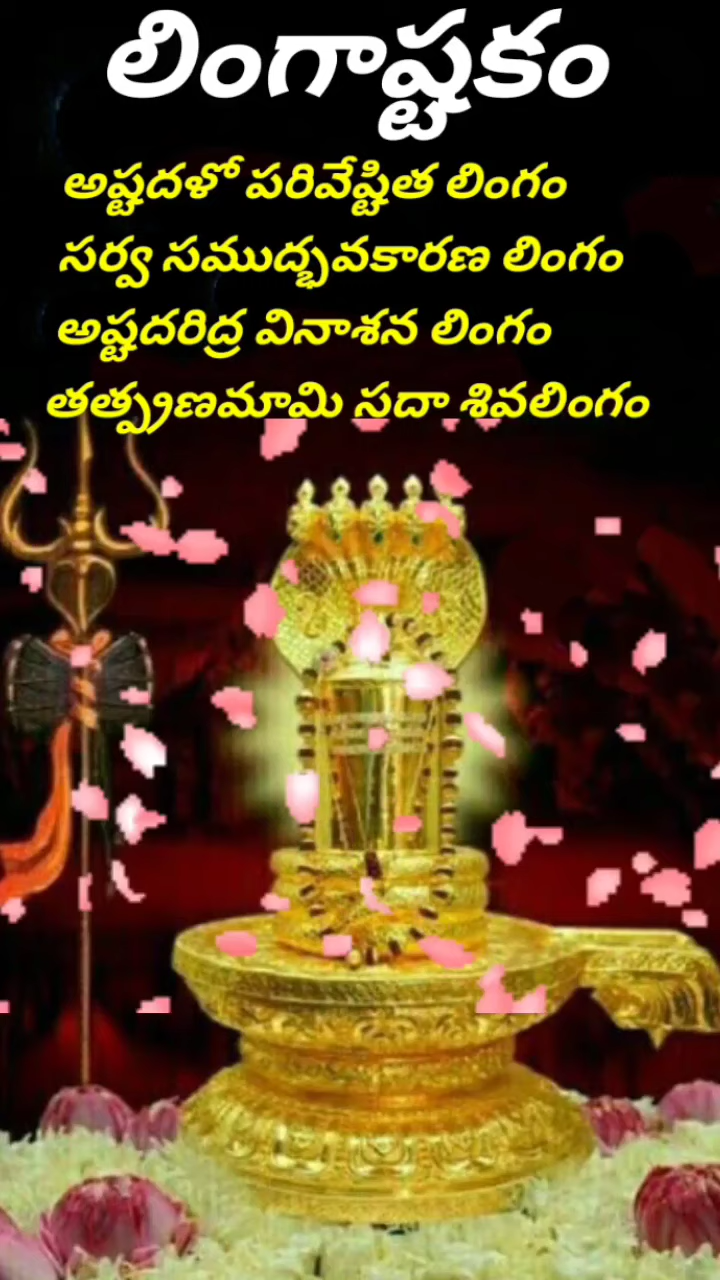 లింగాష్టకం
అష్టదళో పరివేష్టిత లింగం
సర్వ సముద్భవకారణ లింగం
అష్టదరిద్ర వినాశన లింగం
తత్ప్రణమామి సదా శివలింగం